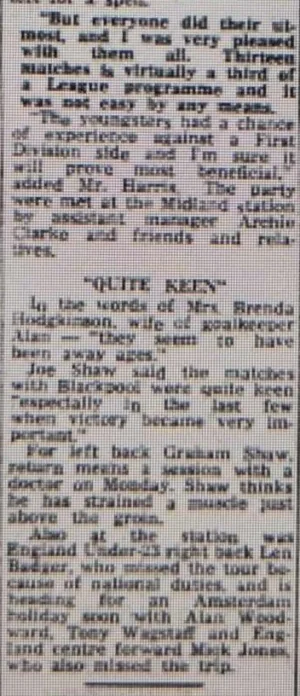 "But everyone did their ut-
most, and I was very pleased
with them all. Thirteen
matches is virtually a third of
a League programme and it
was not easy by any means.
"The youngsters had a chance
of experience against a First
Division side and I'm sure it
will prove most beneficial,"
added Mr. Harris. The party
were met at the Midland station
by assistant manager Archie
Clarke and friends and rela-
tives.
"QUITE KEEN"
In the words of Mrs. Brenda
Hodgkinson, wife of goalkeeper
Alan — "they seem to have
been away ages."
Joe Shaw said the matches
with Blackpool were quite keen
"especially in the last few
when victory became very im-
portant."
For left back Graham Shaw,
return means a session with a
doctor on Monday. Shaw thinks
he has strained a muscle just
above the groin.
Also at the station was
England Under-23 right back Len
Badger, who missed the tour be-
cause of national duties, and is
heading for an Amsterdam
holiday soon with Alan Wood-
ward, Tony Wagstaff and Eng-
land centre forward Mick Jones,
who also missed the trip.